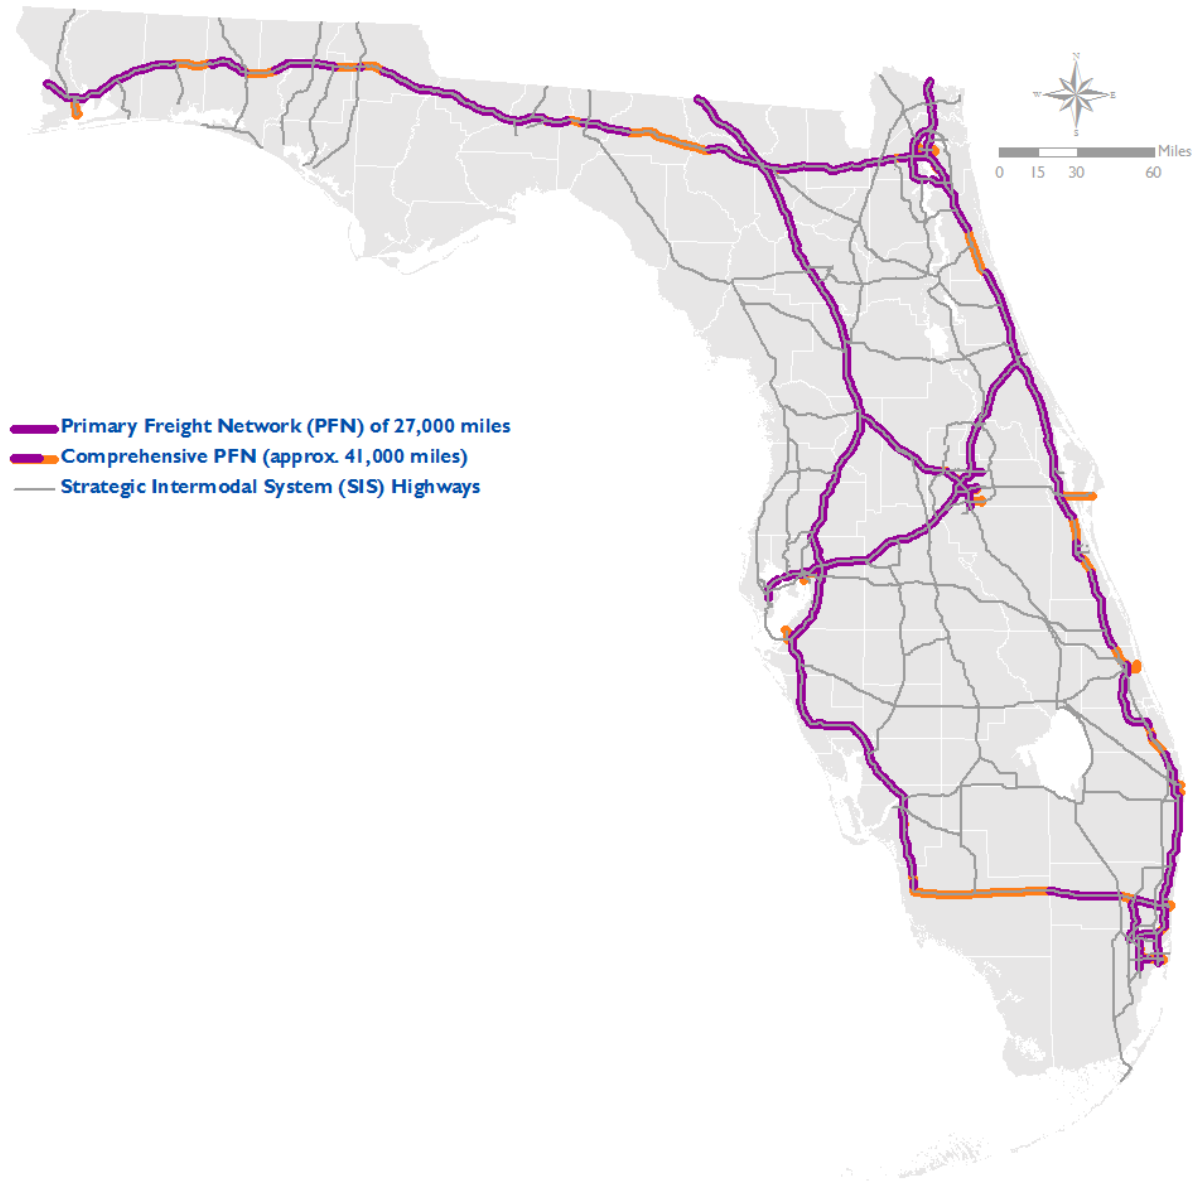 N
W E
S
Miles
0 15 30 60
Primary Freight Network (PFN) of 27,000 miles
Comprehensive PFN (approx. 41,000 miles)
Strategic Intermodal System (SIS) Highways